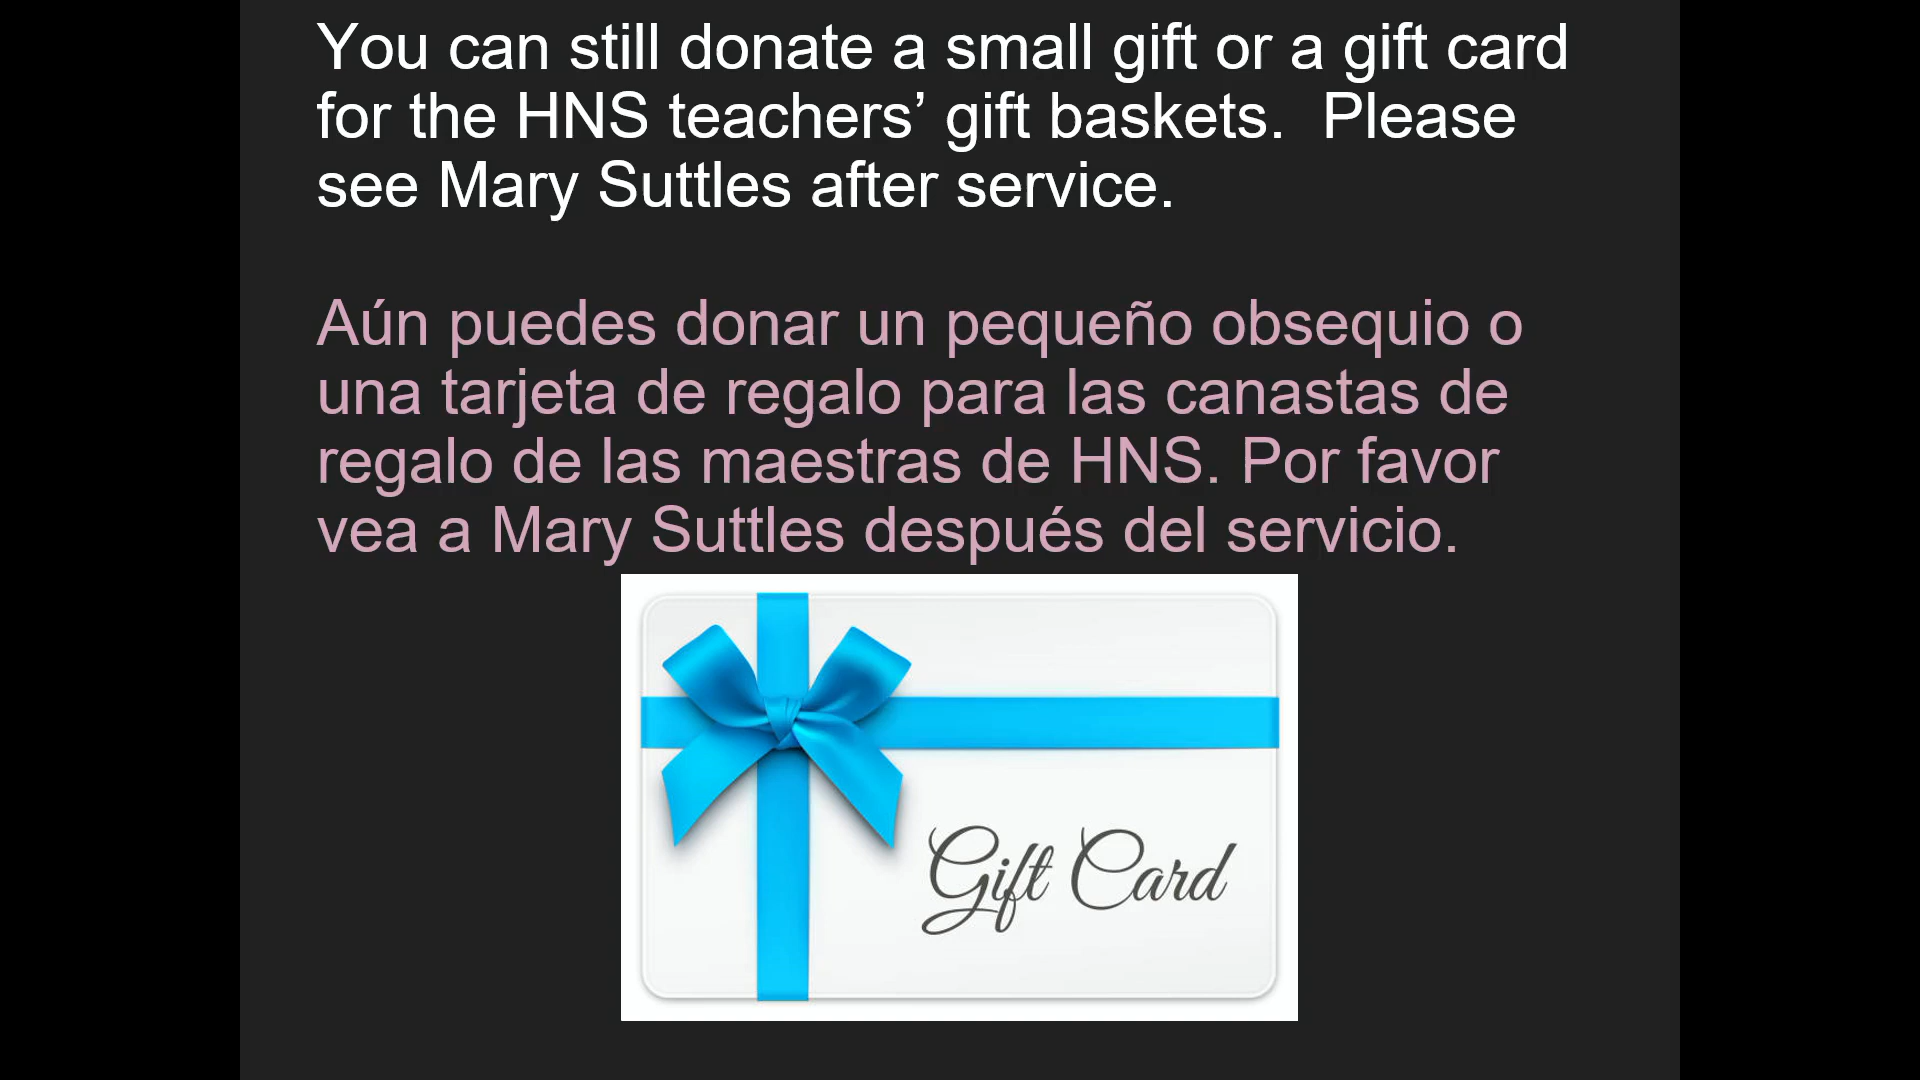 You can still donate a small gift or a gift card
for the HNS teachers’ gift baskets.  Please
see Mary Suttles after service.
Aún puedes donar un pequeño obsequio o
una tarjeta de regalo para las canastas de
regalo de las maestras de HNS. Por favor
vea a Mary Suttles después del servicio.
Gift Card